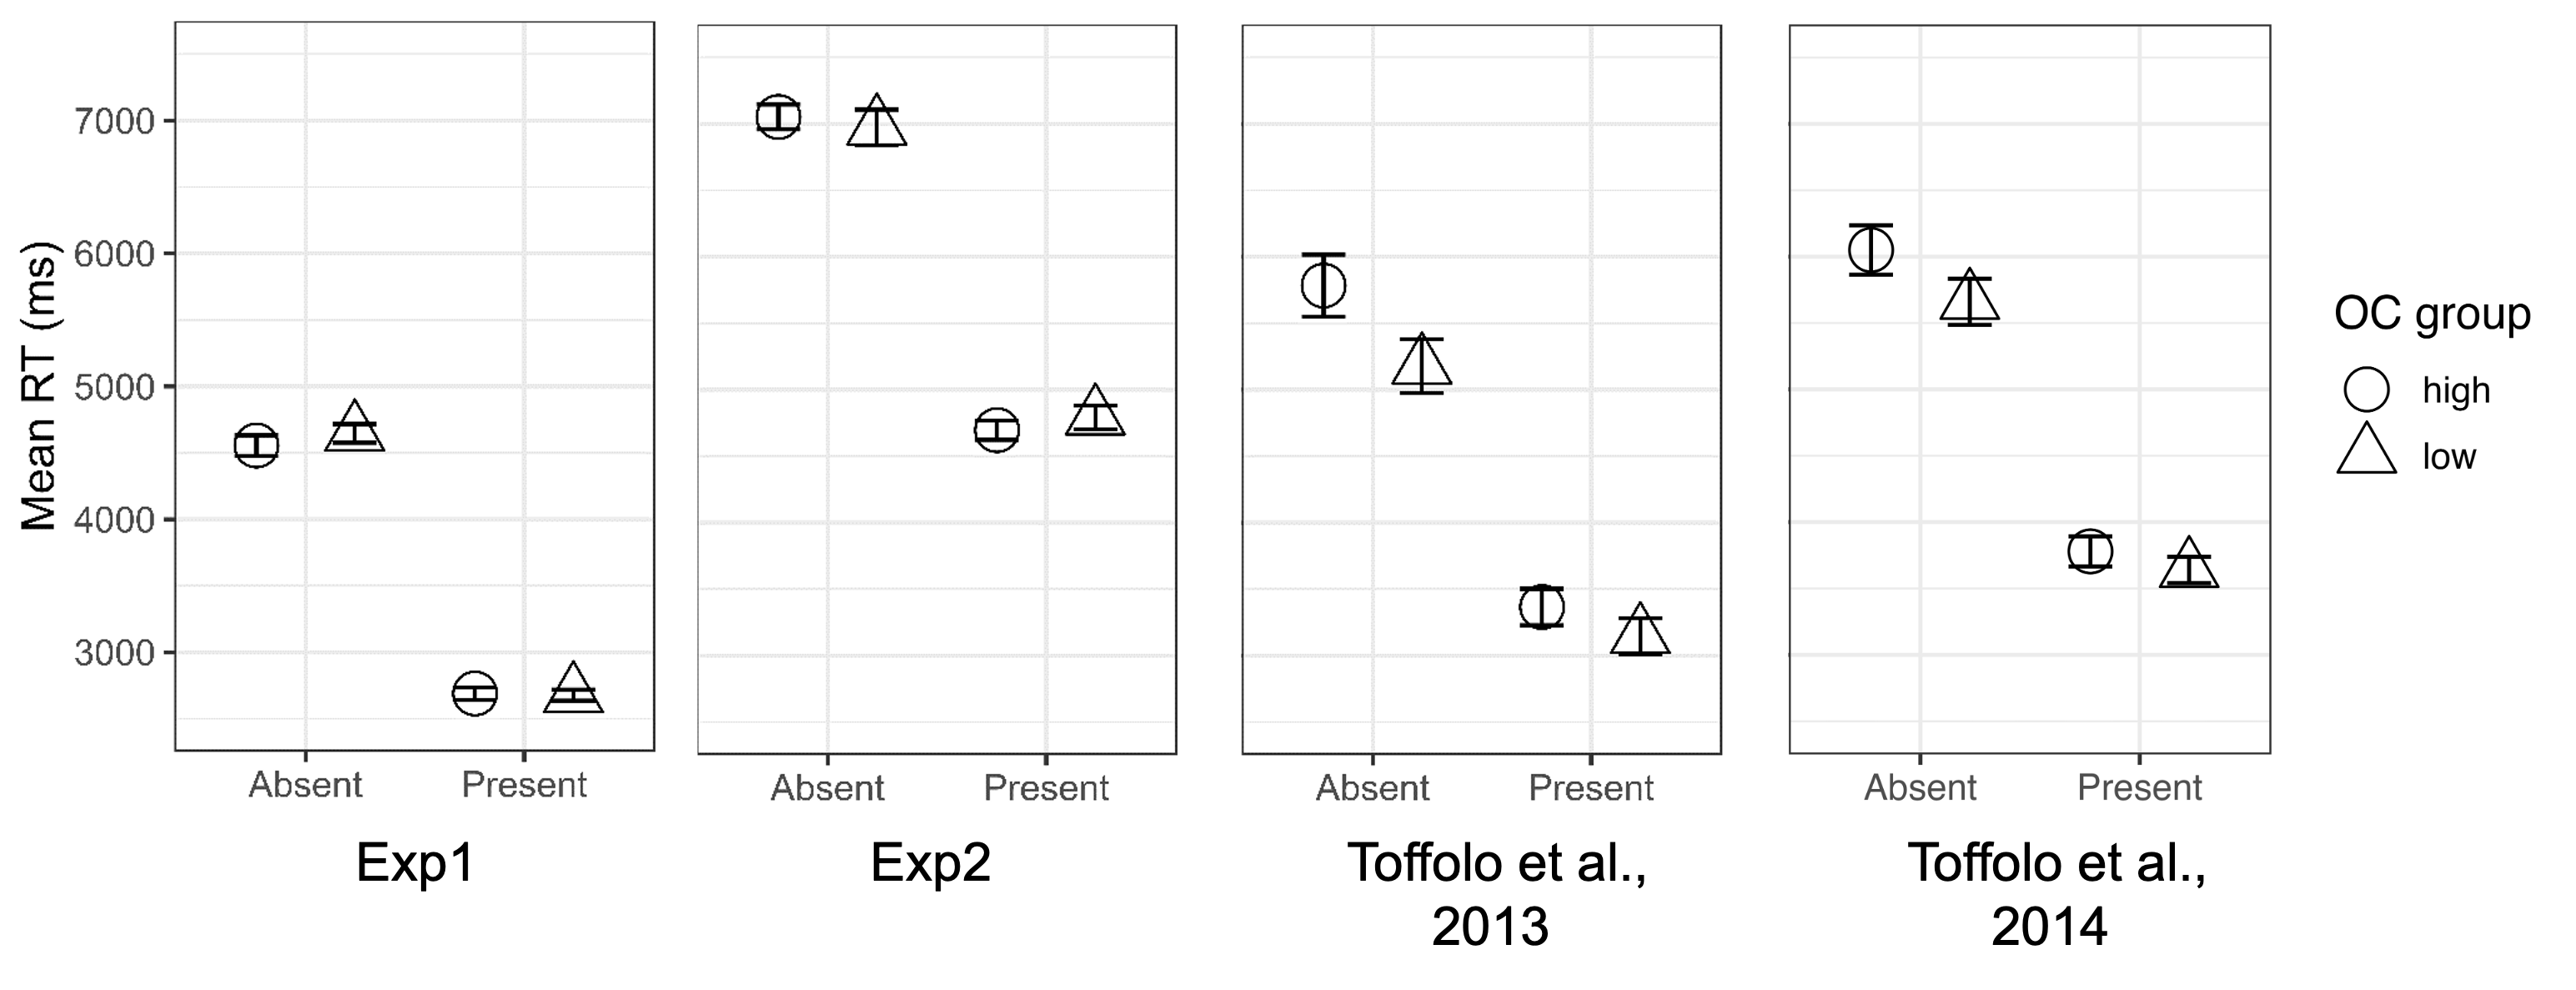 Mean RT (ms)
7000
6000
5000
4000
3000
Absent Present
Absent Present
Absent Present
Absent Present
Exp1
Exp2
Toffolo et al.,
2013
Toffolo et al.,
2014
OC group
high
low